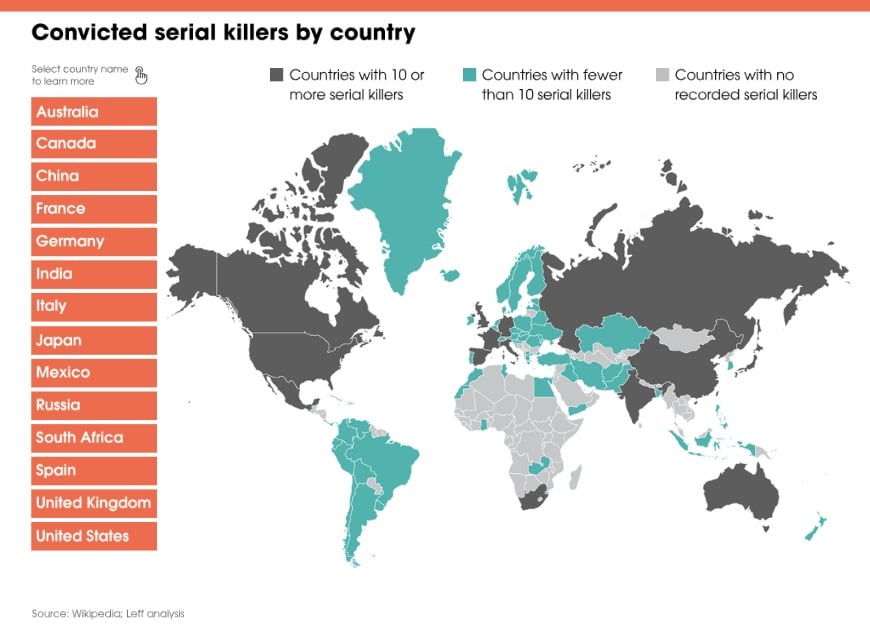 Convicted serial killers by country
Select country name
to learn more
Countries with 10 or
more serial killers
Countries with fewer
than 10 serial killers
Countries with no
recorded serial killers
Australia
Canada
China
France
Germany
India
Italy
Japan
Mexico
Russia
South Africa
Spain
United Kingdom
United States
Source: Wikipedia; Leff analysis